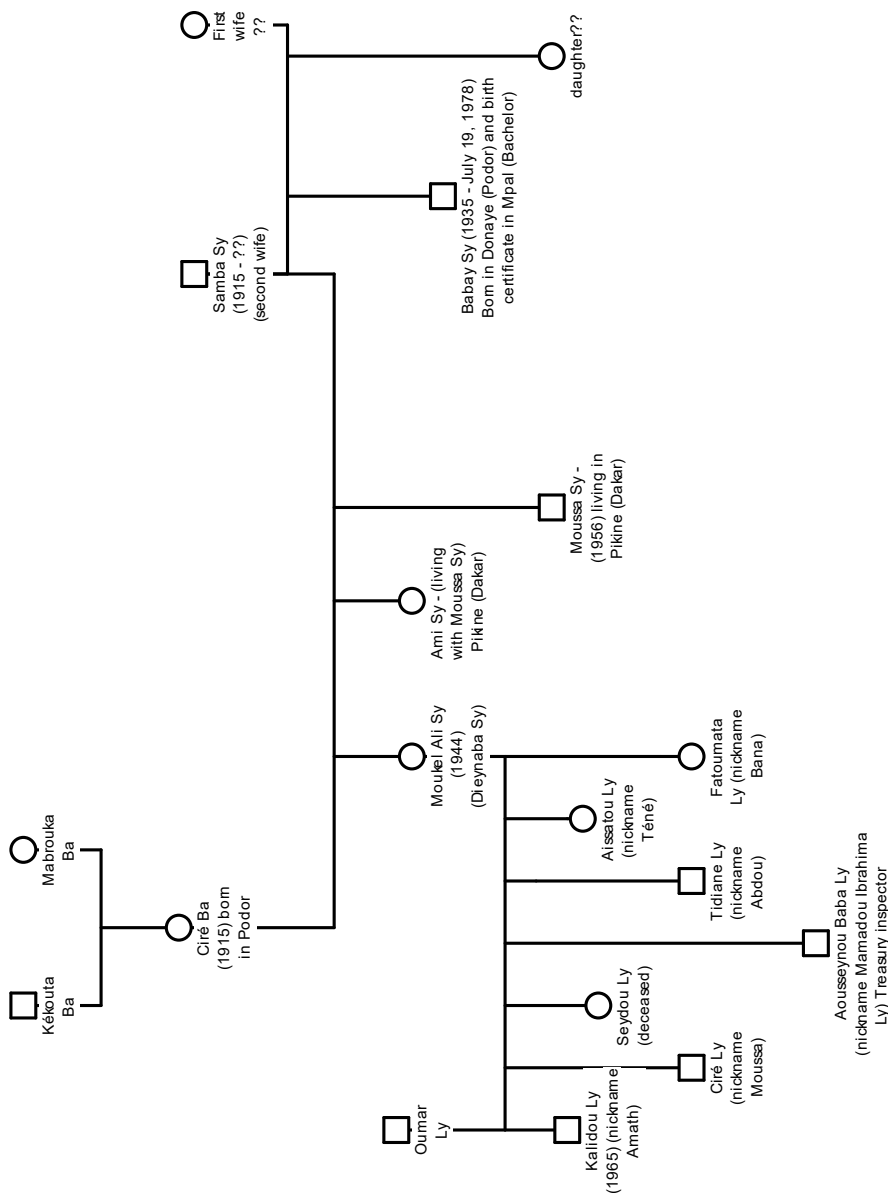 Kékouta
Ba
Mabrouka
Ba
Ciré Ba
(1915) born
in Podor
Samba Sy
(1915 - ??)
(second wife)
First
wife
??
Oumar
Ly
Moukel Ali Sy
(1944)
(Dieynaba Sy)
Ami Sy - (living
with Moussa Sy)
Pikine (Dakar)
Moussa Sy -
(1956) living in
Pikine (Dakar)
Babay Sy (1935 - July 19, 1978)
Born in Donaye (Podor) and birth
certificate in Mpal (Bachelor)
daughter??
Kalidou Ly
(1965) (nickname
Amath)
Ciré Ly
(nickname
Moussa)
Seydou Ly
(deceased)
Aousseynou Baba Ly
(nickname Mamadou Ibrahima
Ly) Treasury inspector
Tidiane Ly
(nickname
Abdou)
Aissatou Ly
(nickname
Téné)
Fatoumata
Ly (nickname
Bana)